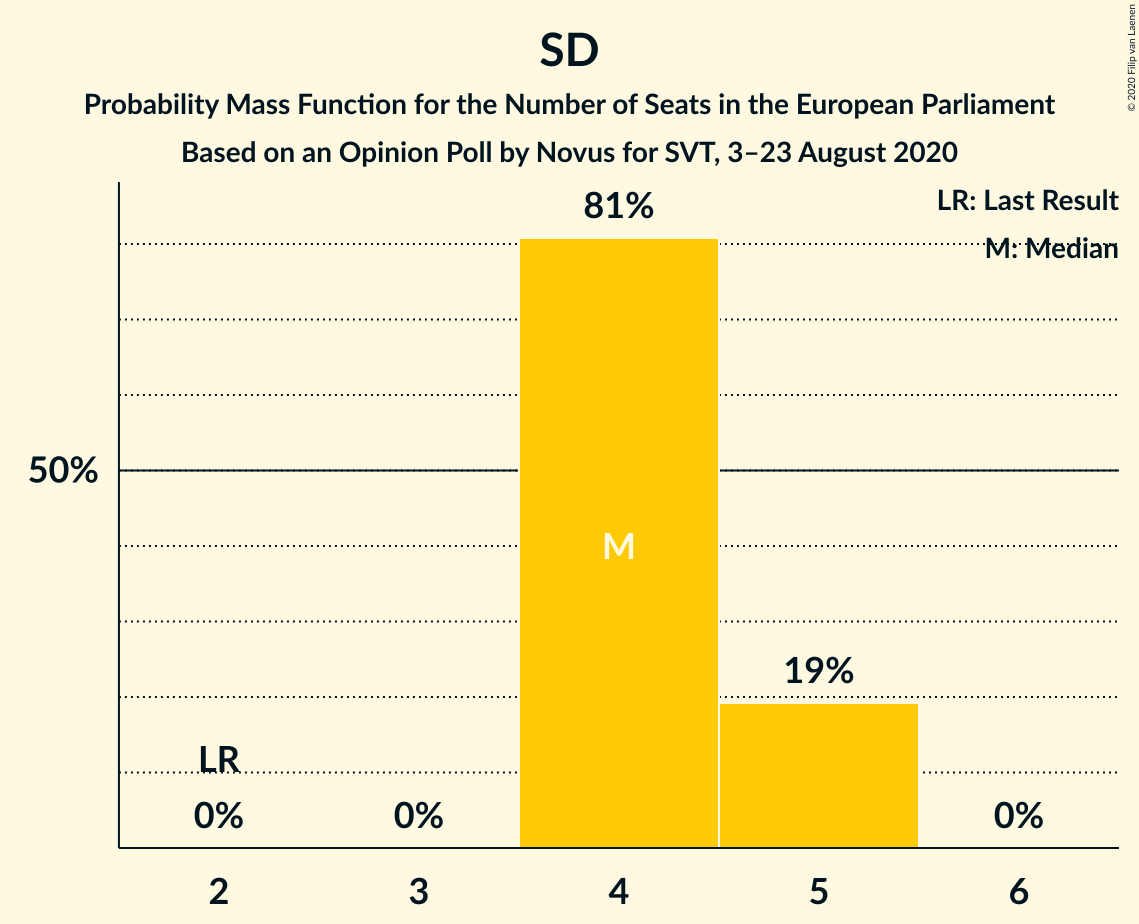 SD
Probability Mass Function for the Number of Seats in the European Parliament
Based on an Opinion Poll by Novus for SVT, 3–23 August 2020
© 2020 Filip van Laenen
LR: Last Result
M: Median
81%
50%
M
19%
LR
0%
0%
0%
2
3
4
5
6